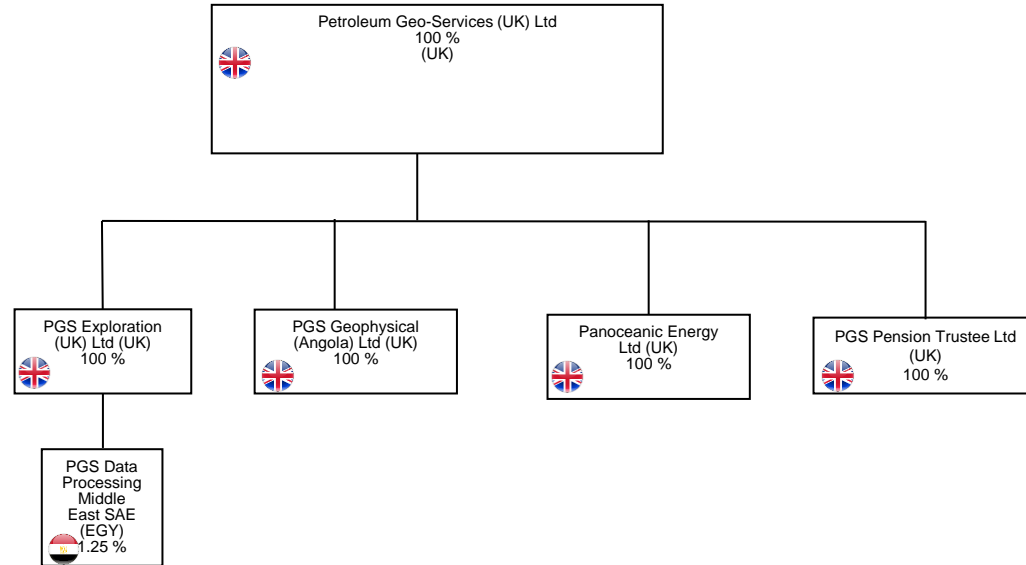 Petroleum Geo-Services (UK) Ltd
100 %
(UK)
PGS Exploration
(UK) Ltd (UK)
100 %
PGS Geophysical
(Angola) Ltd (UK)
100 %
Panoceanic Energy
Ltd (UK)
100 %
PGS Pension Trustee Ltd
(UK)
100 %
PGS Data
Processing
Middle
East SAE
(EGY)
1.25 %